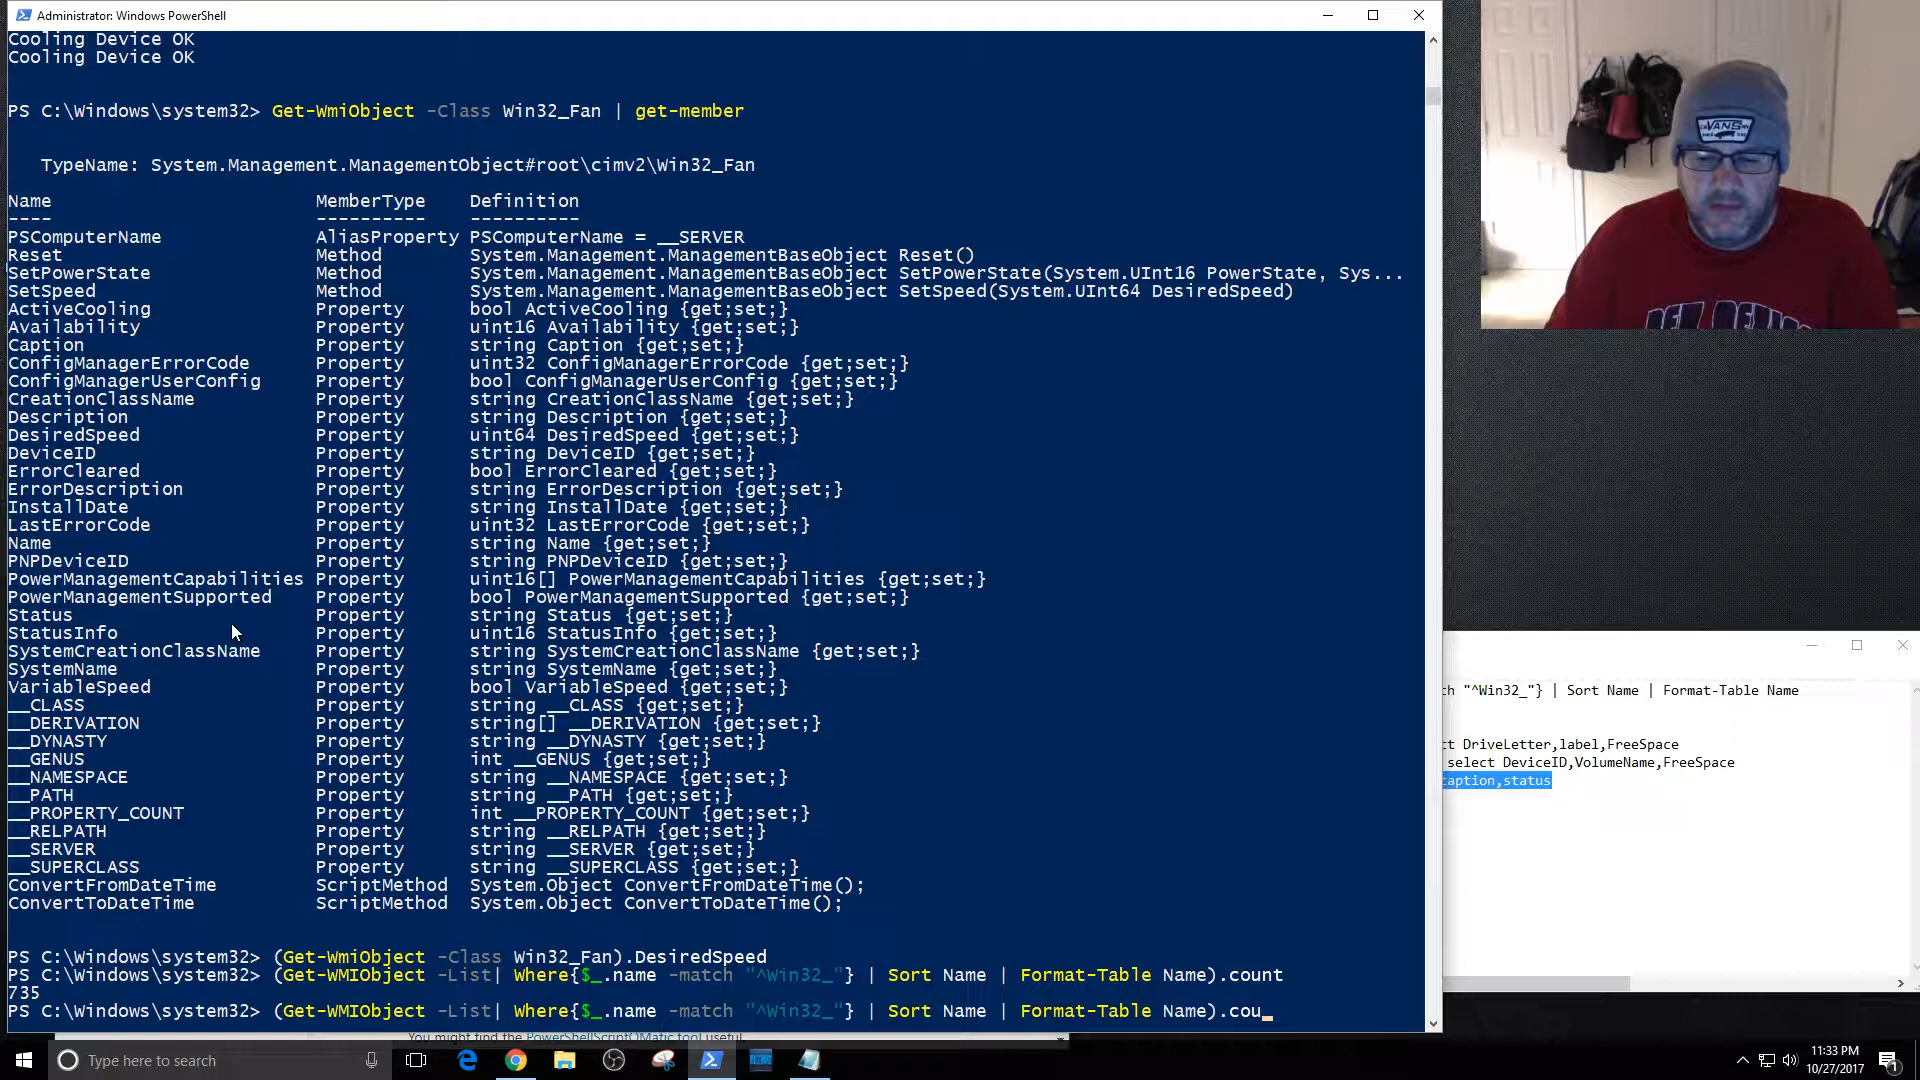 Administrator: Windows PowerShell
Cooling Device OK
Cooling Device OK
PS C:\Windows\system32> Get-WmiObject -Class Win32_Fan | get-member
TypeName: System.Management.ManagementObject#root\cimv2\Win32_Fan
Name MemberType Definition
---- ---------- ----------
PSComputerName AliasProperty PSComputerName = __SERVER
Reset Method System.Management.ManagementBaseObject Reset()
SetPowerState Method System.Management.ManagementBaseObject SetPowerState(System.UInt16 PowerState, Sys...
SetSpeed Method System.Management.ManagementBaseObject SetSpeed(System.UInt64 DesiredSpeed)
ActiveCooling Property bool ActiveCooling {get;set;}
Availability Property uint16 Availability {get;set;}
Caption Property string Caption {get;set;}
ConfigManagerErrorCode Property uint32 ConfigManagerErrorCode {get;set;}
ConfigManagerUserConfig Property bool ConfigManagerUserConfig {get;set;}
CreationClassName Property string CreationClassName {get;set;}
Description Property string Description {get;set;}
DesiredSpeed Property uint64 DesiredSpeed {get;set;}
DeviceID Property string DeviceID {get;set;}
ErrorCleared Property bool ErrorCleared {get;set;}
ErrorDescription Property string ErrorDescription {get;set;}
InstallDate Property string InstallDate {get;set;}
LastErrorCode Property uint32 LastErrorCode {get;set;}
Name Property string Name {get;set;}
PNPDeviceID Property string PNPDeviceID {get;set;}
PowerManagementCapabilities Property uint16[] PowerManagementCapabilities {get;set;}
PowerManagementSupported Property bool PowerManagementSupported {get;set;}
Status Property string Status {get;set;}
StatusInfo Property uint16 StatusInfo {get;set;}
SystemCreationClassName Property string SystemCreationClassName {get;set;}
SystemName Property string SystemName {get;set;}
VariableSpeed Property bool VariableSpeed {get;set;}
__CLASS Property string __CLASS {get;set;}
__DERIVATION Property string[] __DERIVATION {get;set;}
__DYNASTY Property string __DYNASTY {get;set;}
__GENUS Property int __GENUS {get;set;}
__NAMESPACE Property string __NAMESPACE {get;set;}
__PATH Property string __PATH {get;set;}
__PROPERTY_COUNT Property int __PROPERTY_COUNT {get;set;}
__RELPATH Property string __RELPATH {get;set;}
__SERVER Property string __SERVER {get;set;}
__SUPERCLASS Property string __SUPERCLASS {get;set;}
ConvertFromDateTime ScriptMethod System.Object ConvertFromDateTime();
ConvertToDateTime ScriptMethod System.Object ConvertToDateTime();
PS C:\Windows\system32> (Get-WmiObject -Class Win32_Fan).DesiredSpeed
PS C:\Windows\system32> (Get-WMIObject -List| Where{$_.name -match "^Win32_"} | Sort Name | Format-Table Name).count
735
PS C:\Windows\system32> (Get-WMIObject -List| Where{$_.name -match "^Win32_"} | Sort Name | Format-Table Name).cou_
VANS
"^Win32_"} | Sort Name | Format-Table Name
DriveLetter,label,FreeSpace
select DeviceID,VolumeName,FreeSpace
caption,status
You might find the PowerShellScriptOMatic tool useful.
Type here to search
11:33 PM
10/27/2017
1